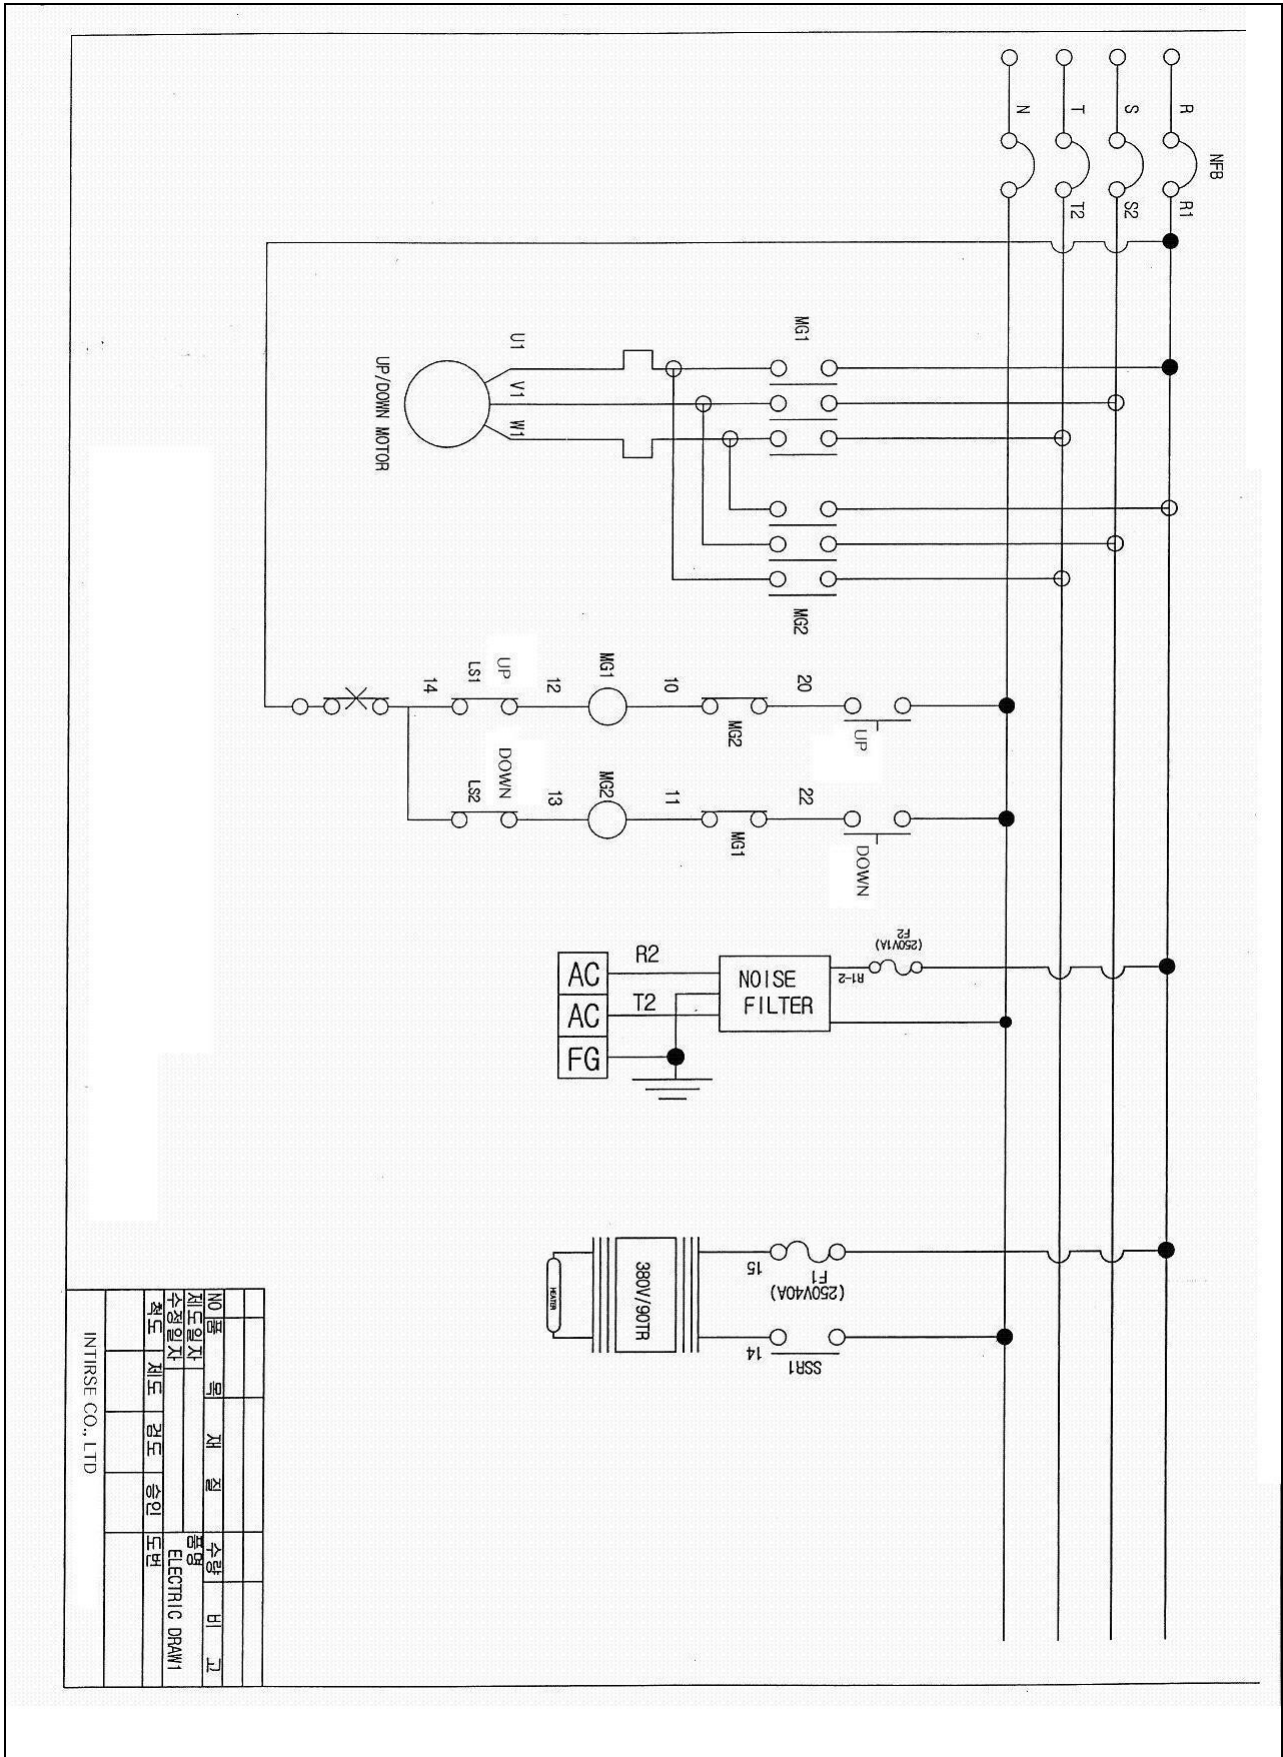 R
S
T
N
NFB
R1
S2
T2
MG1
U1
V1
W1
UP/DOWN MOTOR
MG2
14
LS1
UP
12
MG1
10
MG2
20
UP
LS2
DOWN
13
MG2
11
MG1
22
DOWN
AC
AC
FG
R2
T2
NOISE
FILTER
R1-2
F2
(250V1A)
HEATER
380V/90TR
15
F1
(250V40A)
14
SSR1
NO 품 목 재 질 수량 비 고
제도일자
품명
수정일자
ELECTRIC DRAW1
척도 제도 검도 승인 도번
INTIRSE CO., LTD